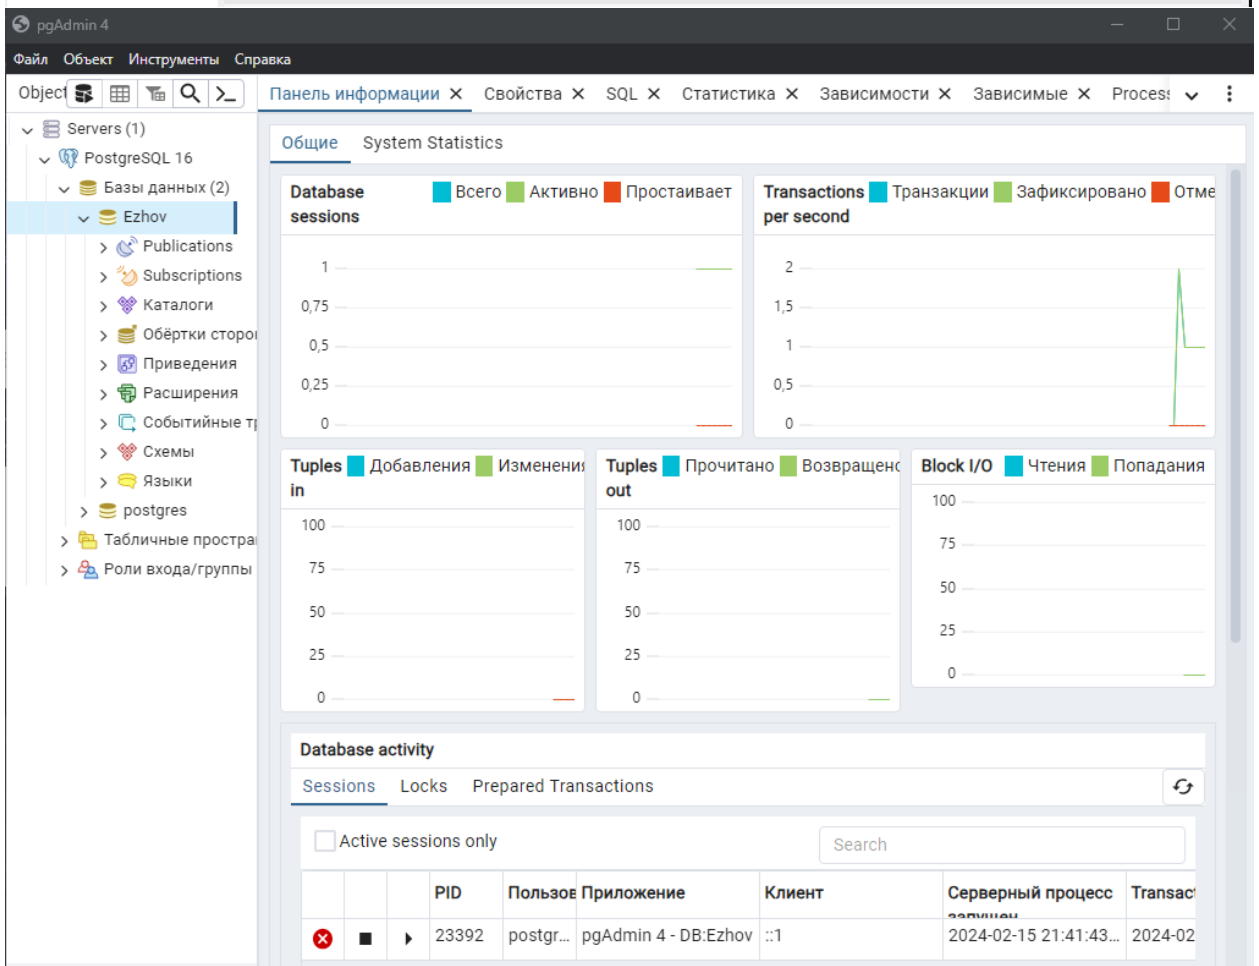 pgAdmin 4
Файл Объект Инструменты Справка
Object
Панель информации Свойства SQL Статистика Зависимости Зависимые Process
Servers (1)
PostgreSQL 16
Базы данных (2)
Ezhov
Publications
Subscriptions
Каталоги
Обёртки сторо
Приведения
Расширения
Событийные т
Схемы
Языки
postgres
Табличные простра
Роли входа/группы
Общие System Statistics
Database sessions Всего Активно Простаивает
1
0,75
0,5
0,25
0
Transactions per second Транзакции Зафиксировано Отме
2
1,5
1
0,5
0
Tuples in Добавления Изменения
100
75
50
25
0
Tuples out Прочитано Возвращено
100
75
50
25
0
Block I/O Чтения Попадания
100
75
50
25
0
Database activity
Sessions Locks Prepared Transactions
Active sessions only
Search
PID Пользов Приложение Клиент Серверный процесс запущен Transact
23392 postgr... pgAdmin 4 - DB:Ezhov ::1 2024-02-15 21:41:43... 2024-02